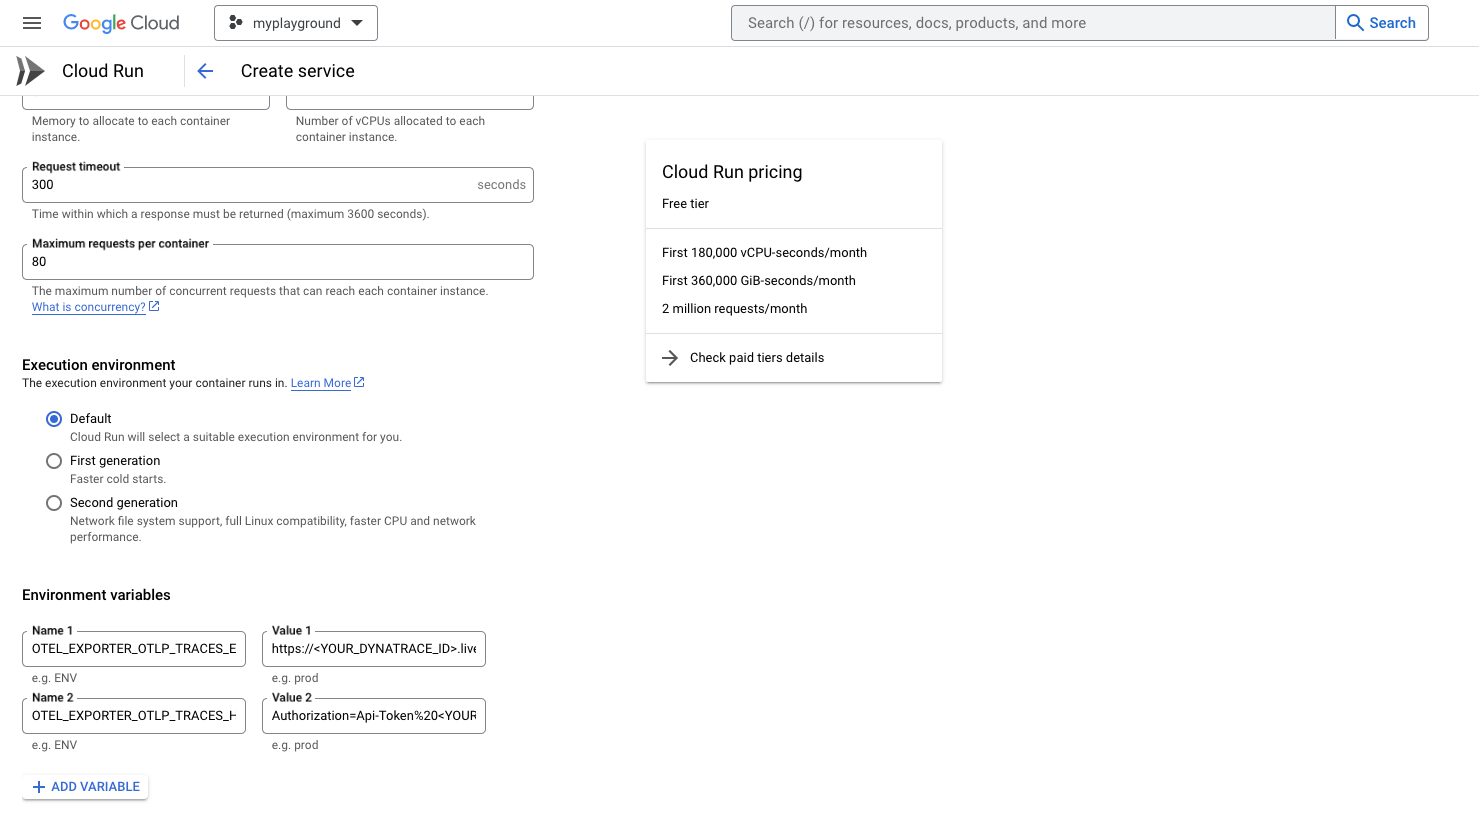 Google Cloud
myplayground
Search (/) for resources, docs, products, and more
Search
Cloud Run
Create service
Memory to allocate to each container
instance.
Number of vCPUs allocated to each
container instance.
Request timeout
300
seconds
Time within which a response must be returned (maximum 3600 seconds).
Maximum requests per container
80
The maximum number of concurrent requests that can reach each container instance.
What is concurrency?
Execution environment
The execution environment your container runs in. Learn More
Default
Cloud Run will select a suitable execution environment for you.
First generation
Faster cold starts.
Second generation
Network file system support, full Linux compatibility, faster CPU and network
performance.
Environment variables
Name 1
OTEL_EXPORTER_OTLP_TRACES_E
e.g. ENV
Value 1
https://<YOUR_DYNATRACE_ID>.live
e.g. prod
Name 2
OTEL_EXPORTER_OTLP_TRACES_H
e.g. ENV
Value 2
Authorization=Api-Token%20<YOUR
e.g. prod
ADD VARIABLE
Cloud Run pricing
Free tier
First 180,000 vCPU-seconds/month
First 360,000 GiB-seconds/month
2 million requests/month
Check paid tiers details